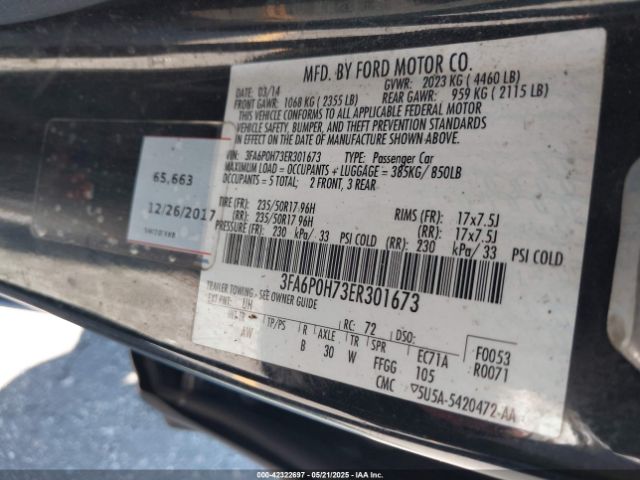 MFD. BY FORD MOTOR CO.
DATE: 03/14 GVWR: 2023 KG ( 4460 LB)
FRONT GAWR: 1068 KG ( 2355 LB) REAR GAWR: 959 KG ( 2115 LB)
THIS VEHICLE CONFORMS TO ALL APPLICABLE FEDERAL MOTOR
VEHICLE SAFETY, BUMPER, AND THEFT PREVENTION STANDARDS
IN EFFECT ON THE DATE OF MANUFACTURE SHOWN ABOVE.
VIN: 3FA6P0H73ER301673 TYPE: Passenger Car
MAXIMUM LOAD = OCCUPANTS + LUGGAGE = 385KG/ 850LB
OCCUPANTS = 5 TOTAL; 2 FRONT, 3 REAR
TIRE (FR): 235/50R17 96H RIMS (FR): 17x7.5J
(RR): 235/50R17 96H (RR): 17x7.5J
PRESSURE (FR): 230 kPa/ 33 PSI COLD (RR): 230 kPa/ 33 PSI COLD
3FA6P0H73ER301673
TRAILER TOWING - SEE OWNER GUIDE
EXT PNT: UH RC: 72 DSO:
TP/PS R AXLE TR SPR
AW B 30 W FFGG EC71A F0053
105 R0071
CMC 5U5A-5420472-AA
65,663
12/26/2017
000-42322697 - 05/21/2025 - IAA Inc.